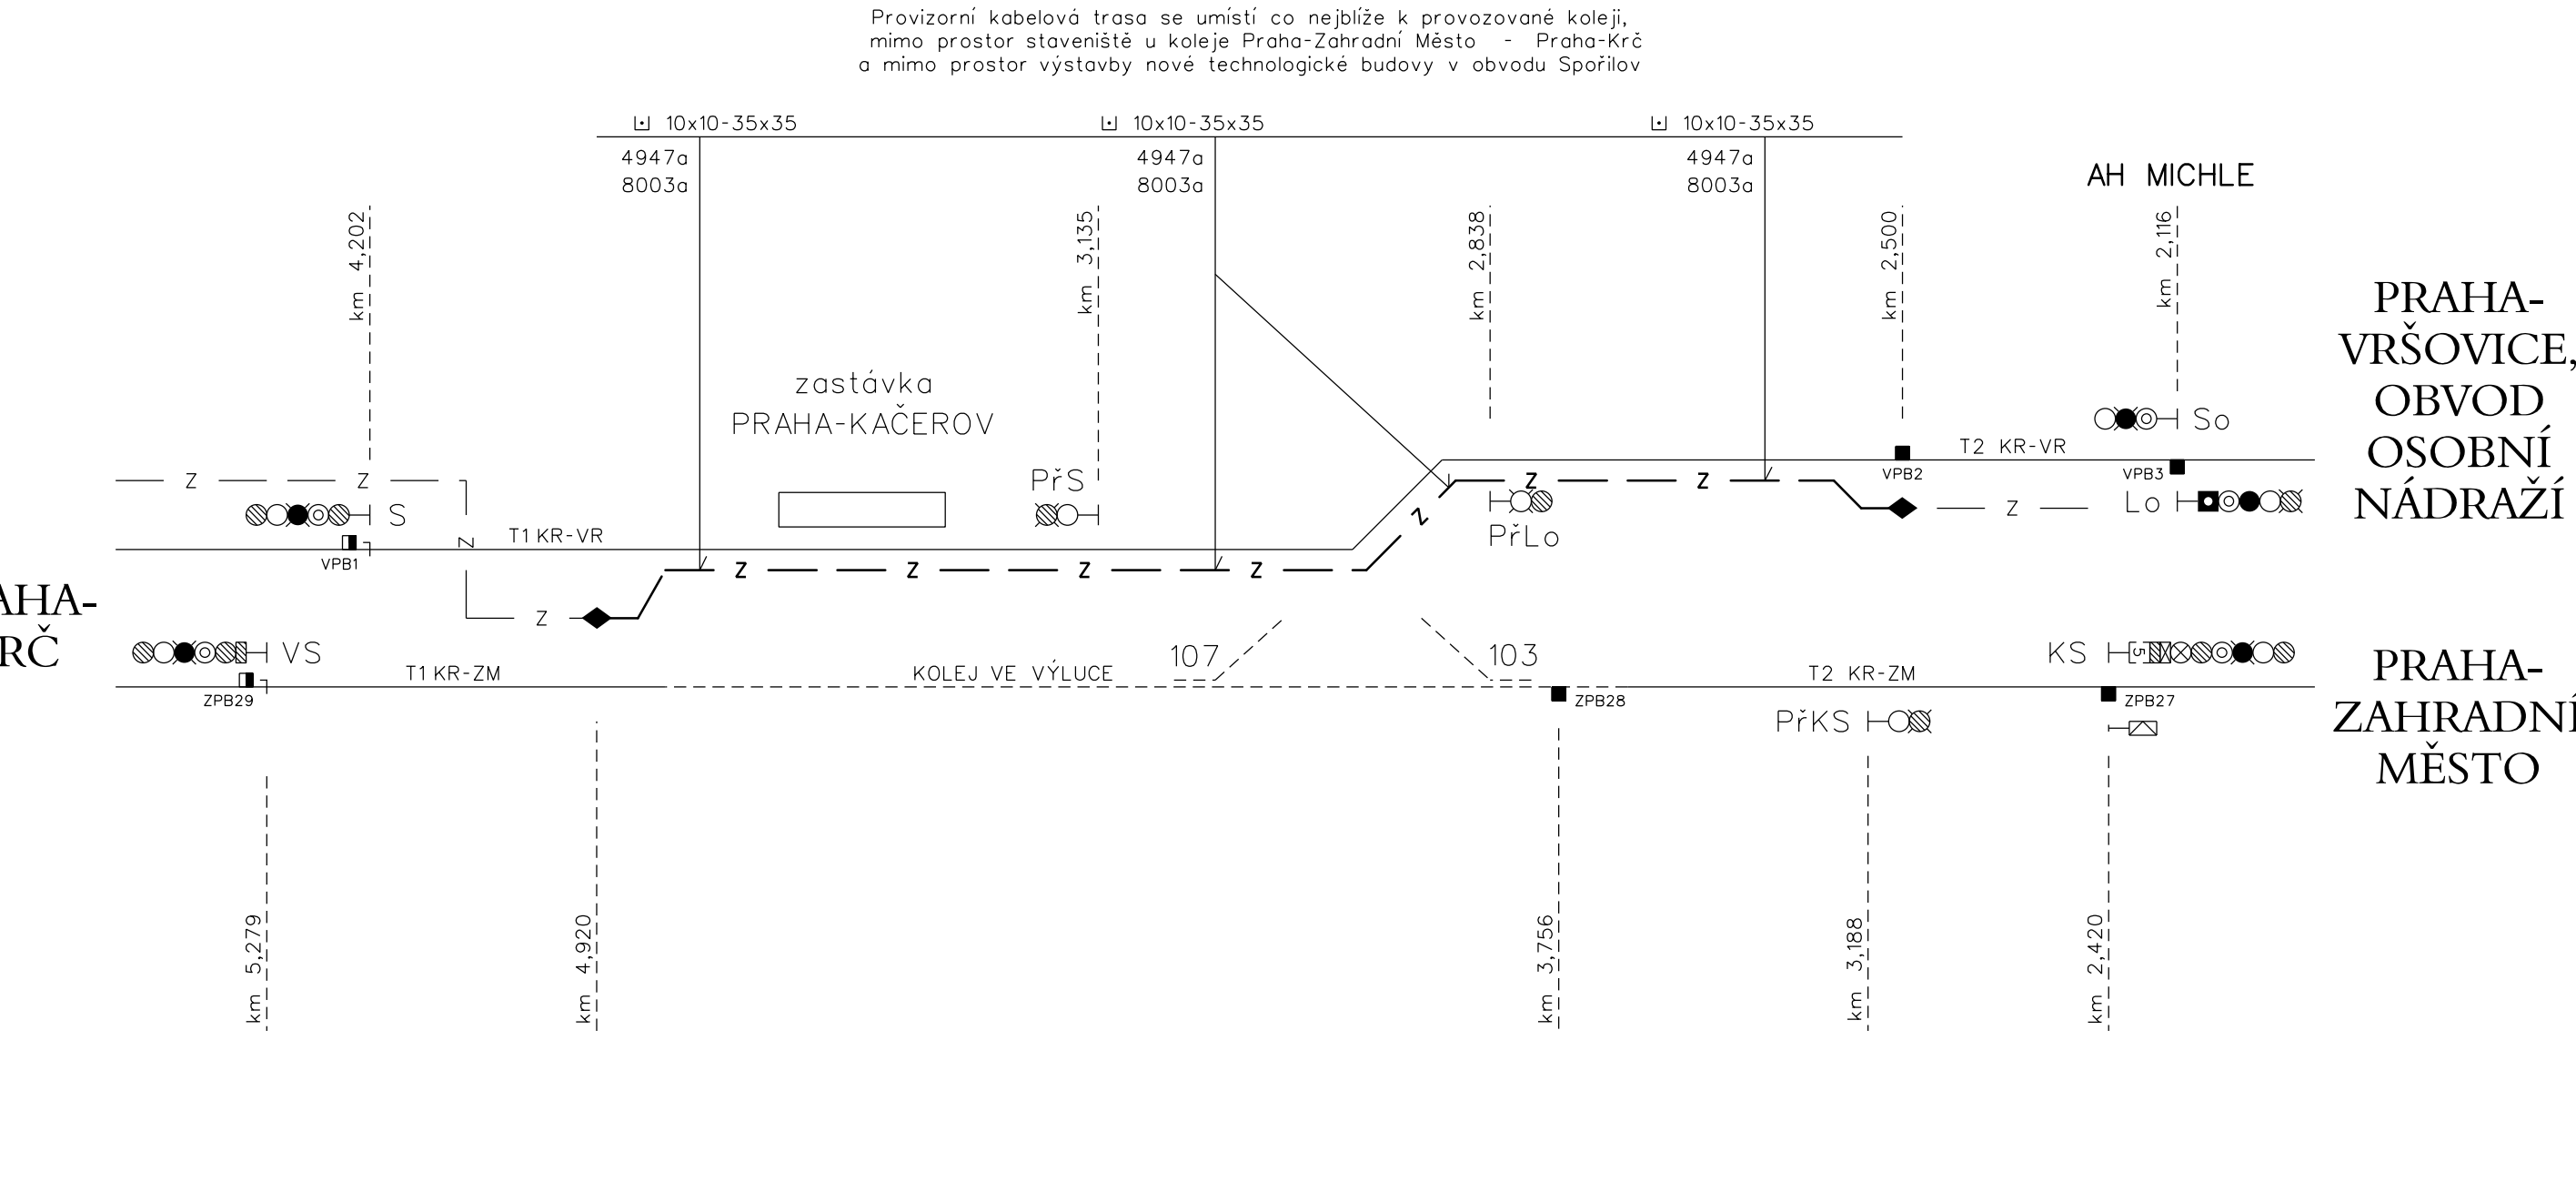 Provizorní kabelová trasa se umístí co nejblíže k provozované koleji,
mimo prostor staveniště u koleje Praha-Zahradní Město - Praha-Krč
a mimo prostor výstavby nové technologické budovy v obvodu Spořilov
10x10-35x35
10x10-35x35
10x10-35x35
4947a
8003a
4947a
8003a
4947a
8003a
AH MICHLE
km 4,202
km 3,135
km 2,838
km 2,500
km 2,116
PRAHA-
VRŠOVICE,
OBVOD
OSOBNÍ
NÁDRAŽÍ
zastávka
PRAHA-KAČEROV
So
T2 KR-VR
VPB2
VPB3
Z
Z
PřS
Z
Z
S
Lo
Z
PřLo
Z
T1 KR-VR
Z
VPB1
Z
Z
Z
Z
AHA-
RČ
Z
VS
107
103
KS
5
T1 KR-ZM
KOLEJ VE VÝLUCE
T2 KR-ZM
ZPB29
ZPB28
ZPB27
PřKS
PRAHA-
ZAHRADNÍ
MĚSTO
km 5,279
km 4,920
km 3,756
km 3,188
km 2,420